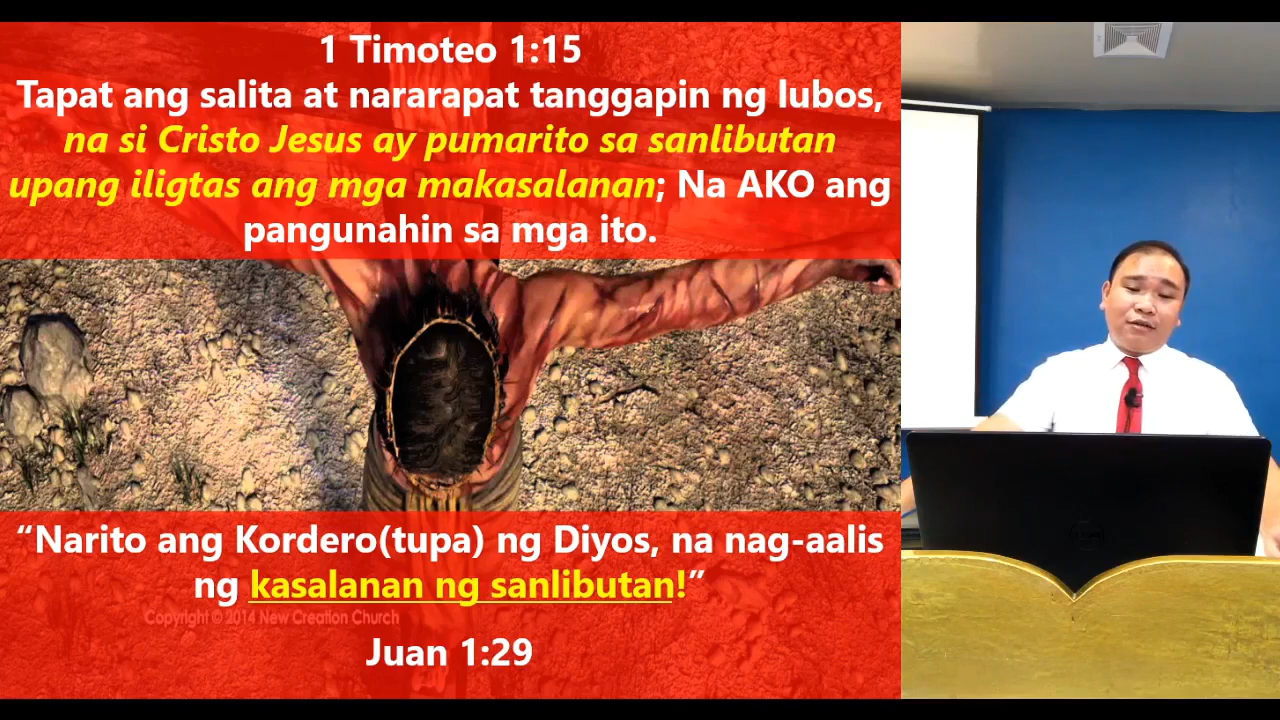 1 Timoteo 1:15
Tapat ang salita at nararapat tanggapin ng lubos,
na si Cristo Jesus ay pumarito sa sanlibutan
upang iligtas ang mga makasalanan; Na AKO ang
pangunahin sa mga ito.
“Narito ang Kordero(tupa) ng Diyos, na nag-aalis
ng kasalanan ng sanlibutan!”
Copyright © 2014 New Creation Church
Juan 1:29